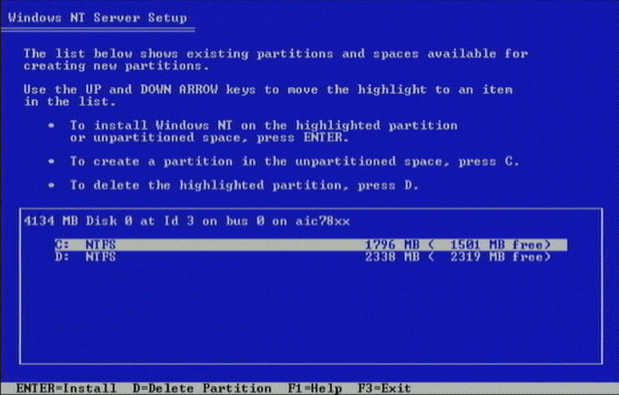 Windows NT Server Setup
The list below shows existing partitions and spaces available for
creating new partitions.
Use the UP and DOWN ARROW keys to move the highlight to an item
in the list.
• To install Windows NT on the highlighted partition
or unpartitioned space, press ENTER.
• To create a partition in the unpartitioned space, press C.
• To delete the highlighted partition, press D.
4134 MB Disk 0 at Id 3 on bus 0 on aic78xx
C: NTFS 1796 MB ( 1501 MB free)
D: NTFS 2338 MB ( 2319 MB free)
ENTER=Install D=Delete Partition F1=Help F3=Exit